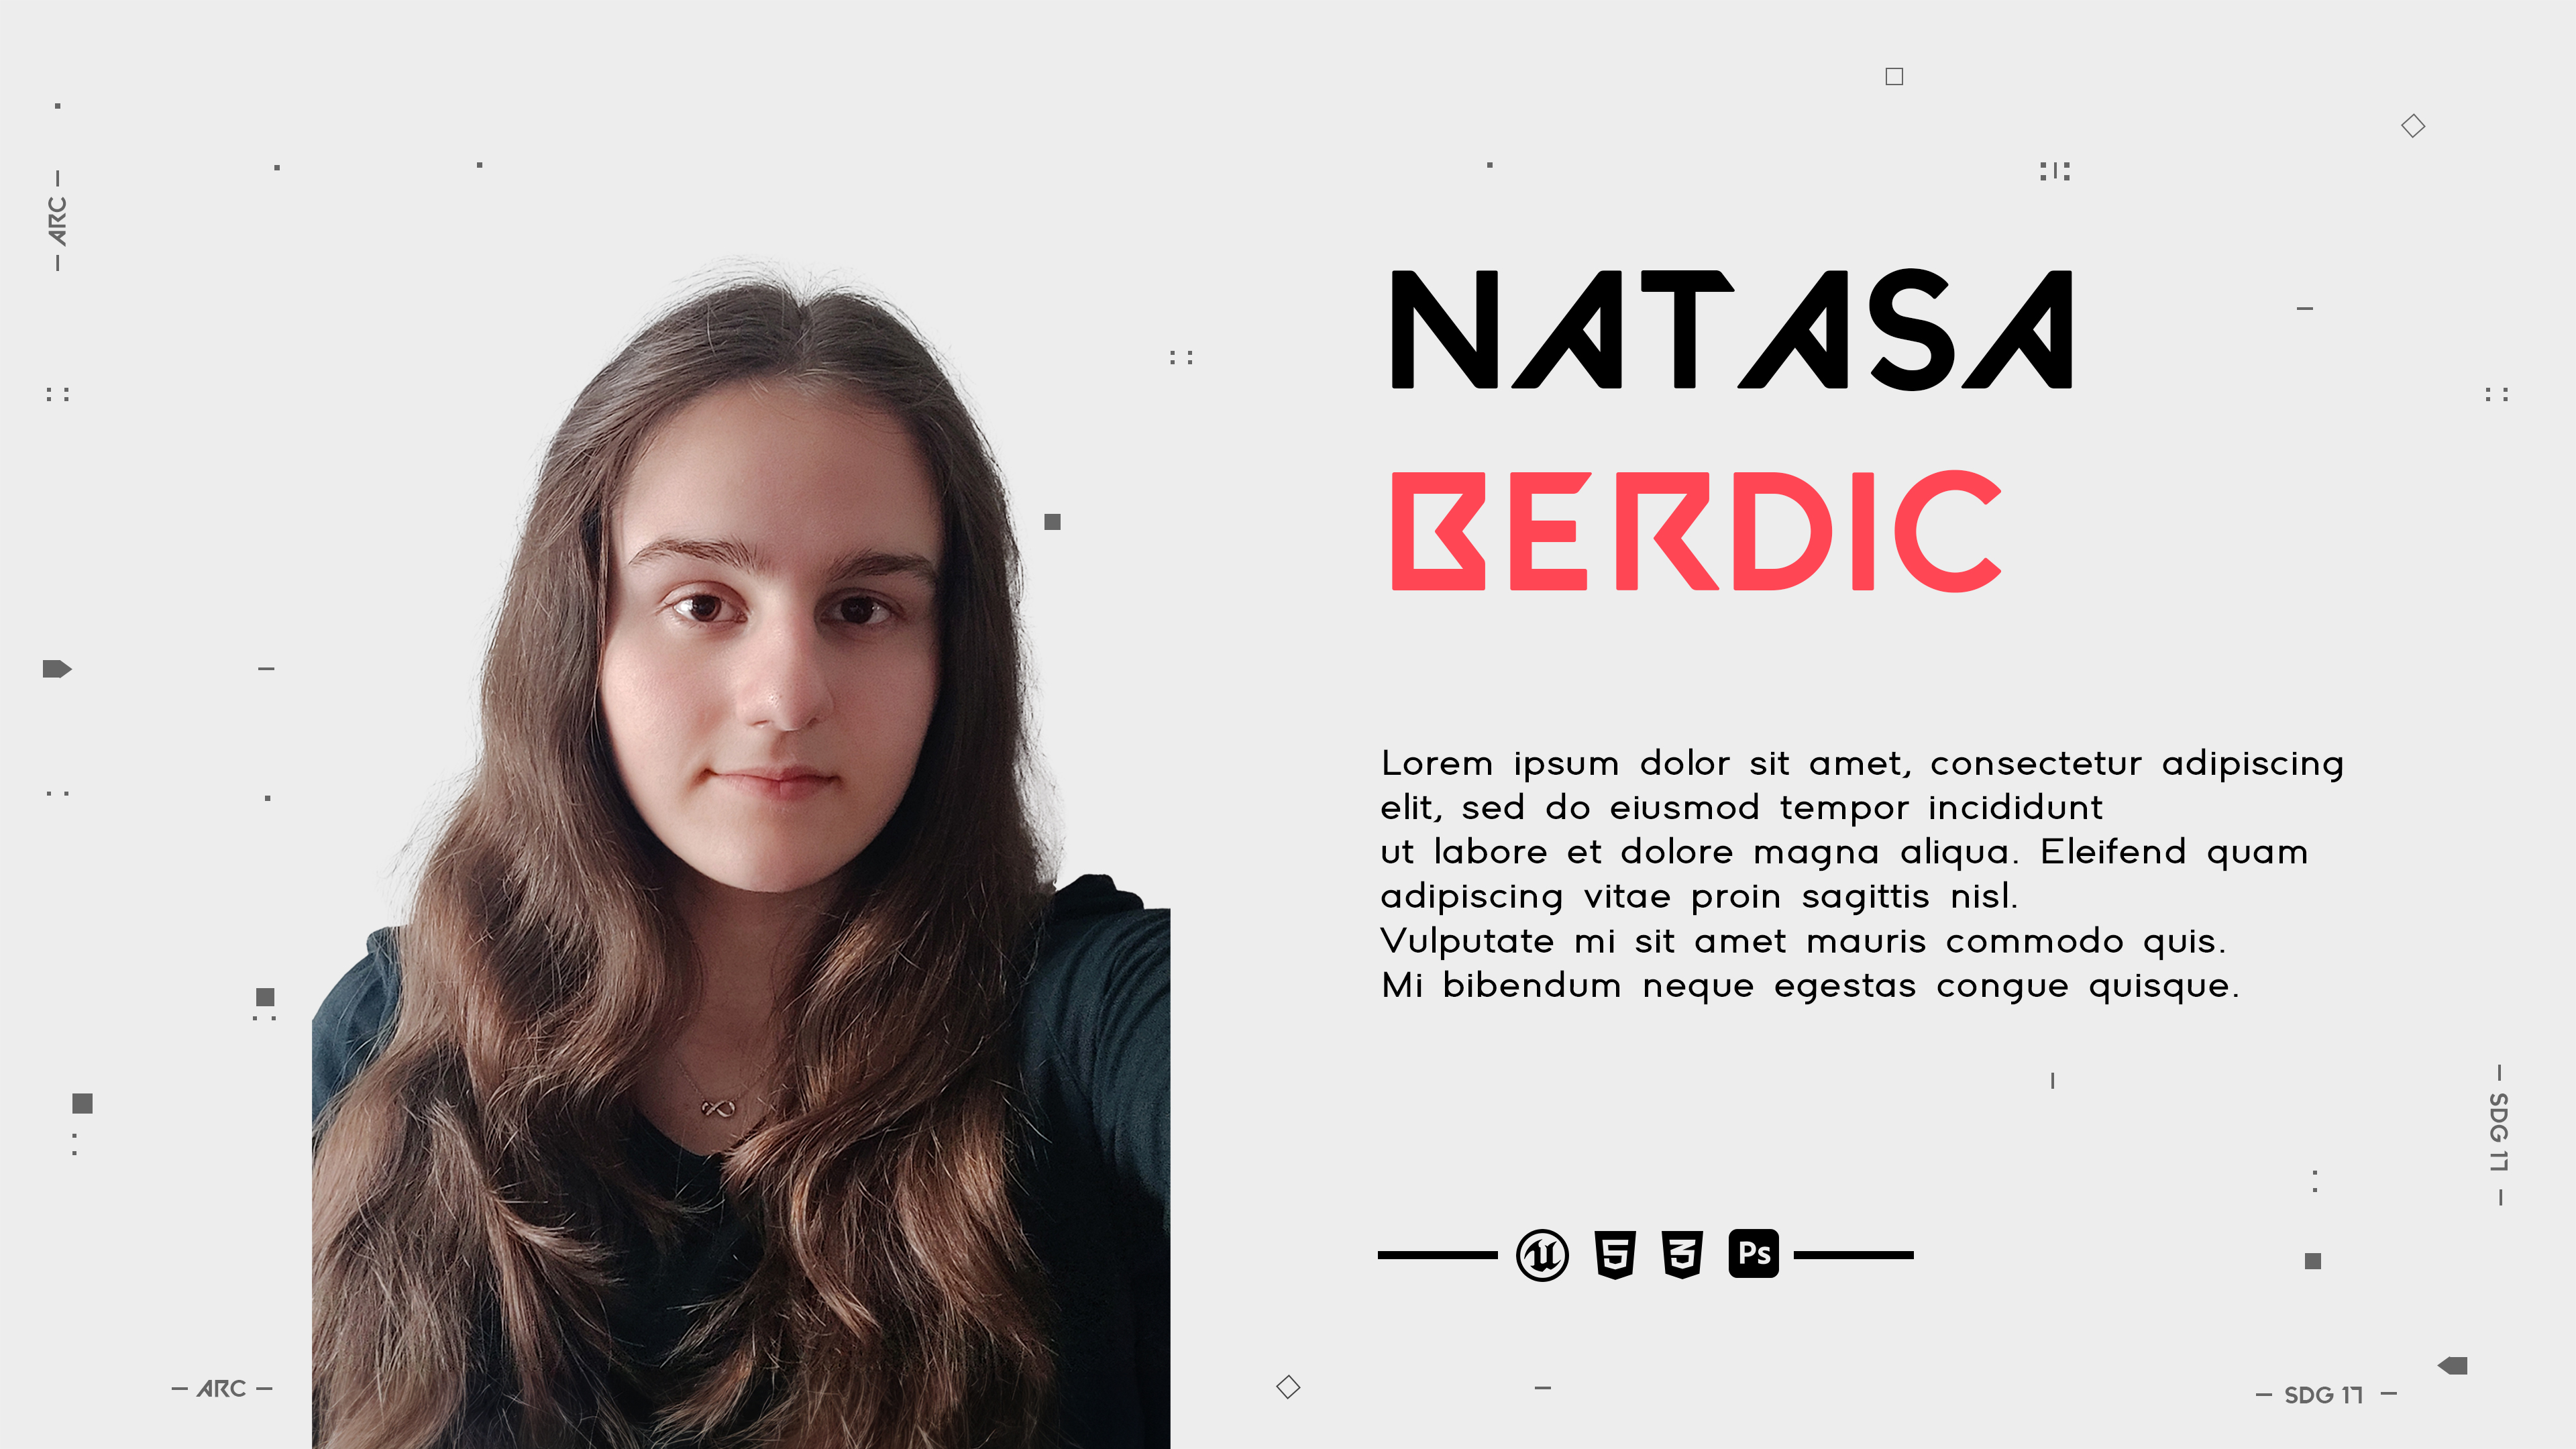 — ARC —
NATASA
BERDIC
Lorem ipsum dolor sit amet, consectetur adipiscing
elit, sed do eiusmod tempor incididunt
ut labore et dolore magna aliqua. Eleifend quam
adipiscing vitae proin sagittis nisl.
Vulputate mi sit amet mauris commodo quis.
Mi bibendum neque egestas congue quisque.
— SDG 17 —
5 3 Ps
— ARC —
— SDG 17 —